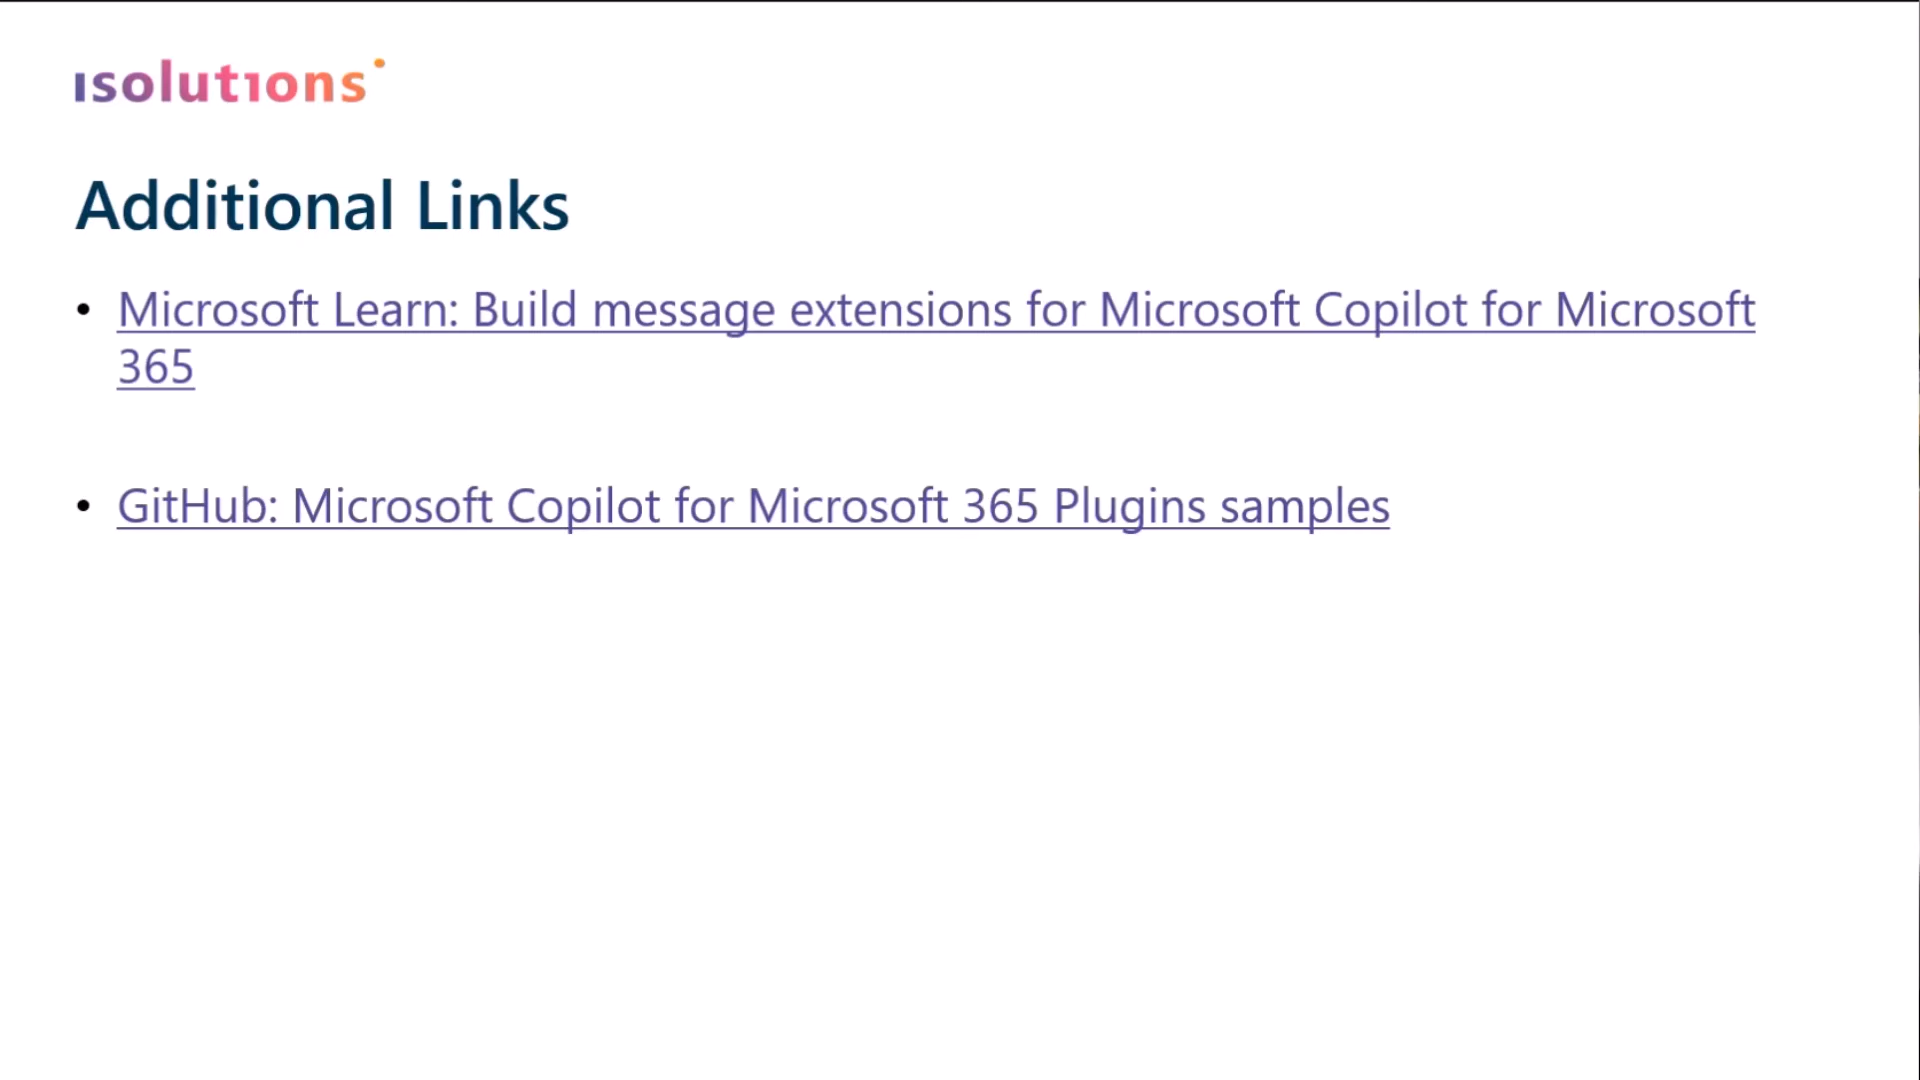 isolutions
Additional Links
• Microsoft Learn: Build message extensions for Microsoft Copilot for Microsoft
365
• GitHub: Microsoft Copilot for Microsoft 365 Plugins samples